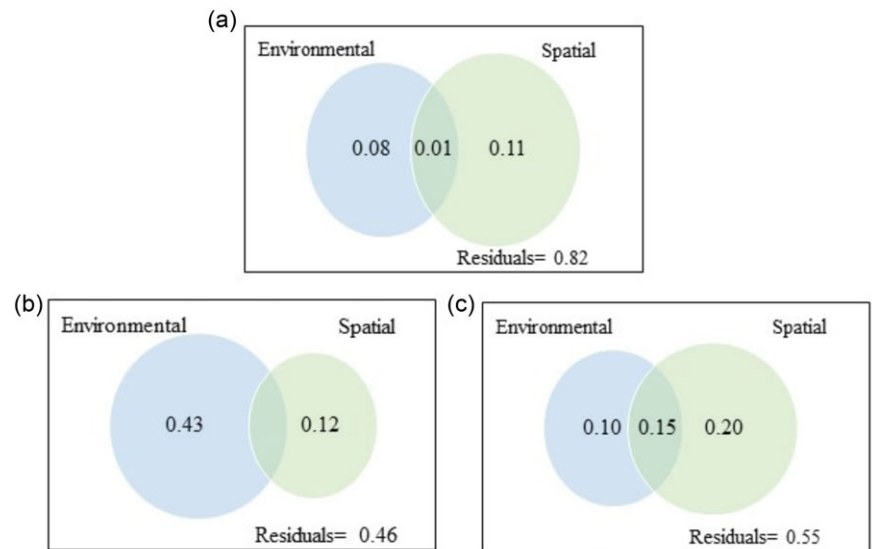 (a)
Environmental Spatial
0.08 0.01 0.11
Residuals= 0.82
(b)
Environmental Spatial
0.43 0.12
Residuals= 0.46
(c)
Environmental Spatial
0.10 0.15 0.20
Residuals= 0.55